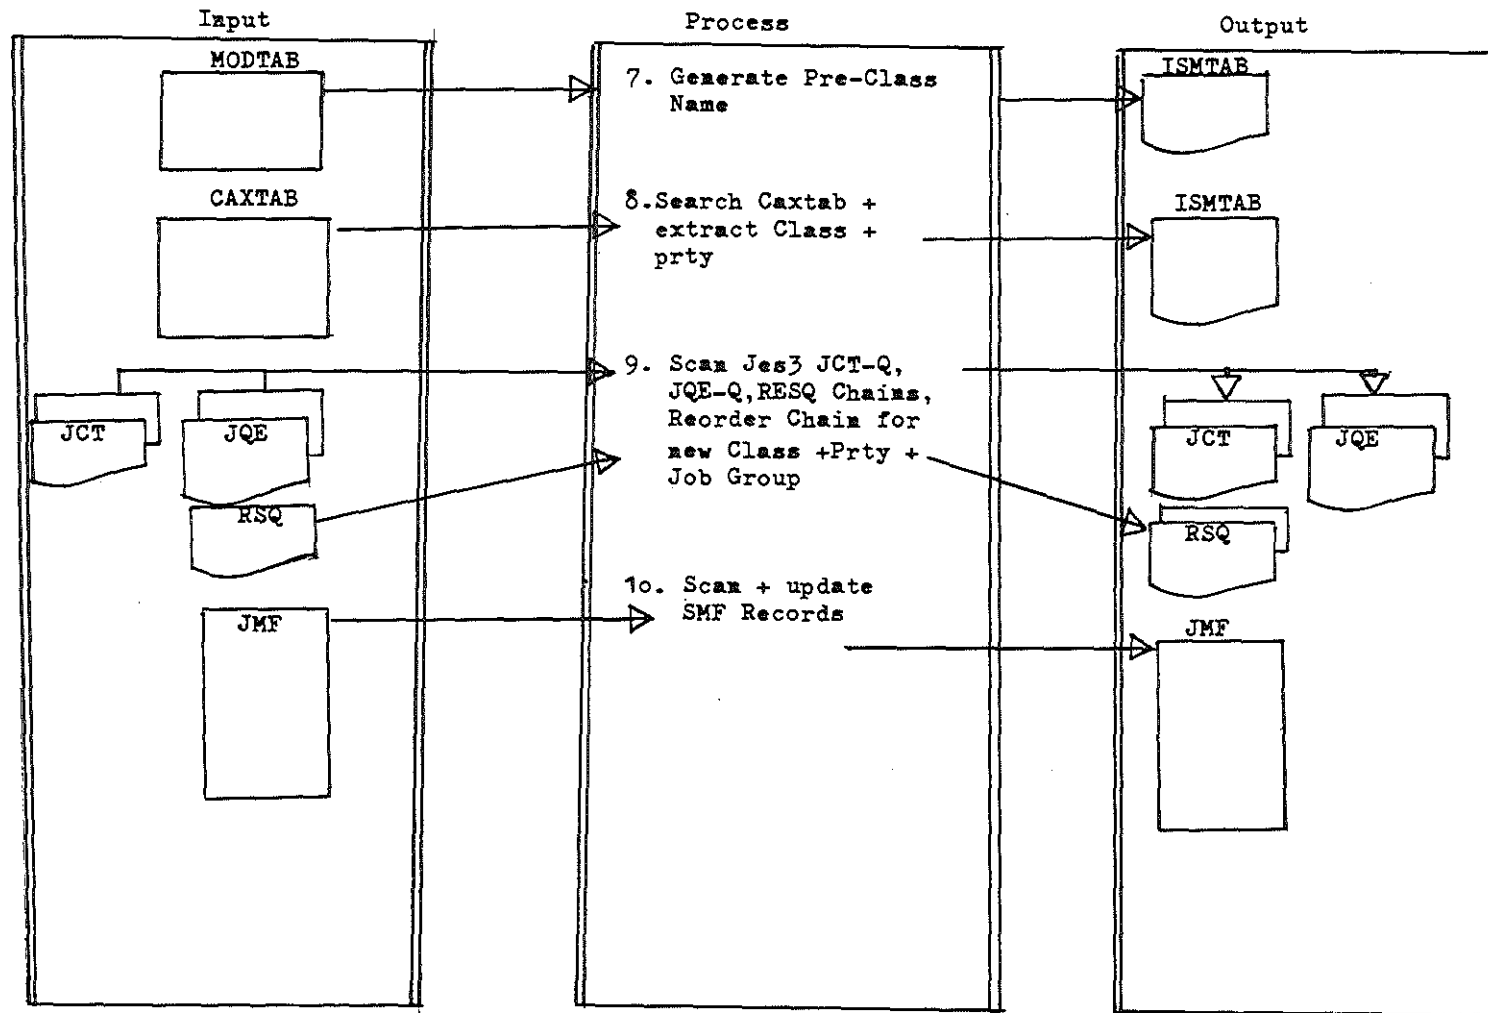 Input
Process
Output
MODTAB
7. Generate Pre-Class
Name
ISMTAB
CAXTAB
8.Search Caxtab +
extract Class +
prty
ISMTAB
9. Scan Jes3 JCT-Q,
JQE-Q,RESQ Chains,
Reorder Chain for
new Class +Prty +
Job Group
JCT
JQE
RSQ
JCT
JQE
RSQ
10. Scan + update
SMF Records
JMF
JMF